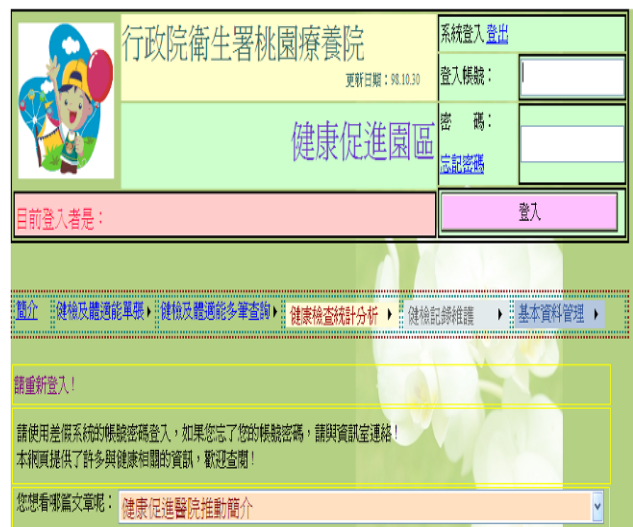 行政院衛生署桃園療養院
更新日期：98.10.30
健康促進園區
系統登入 登出
登入帳號：
密 碼：
忘記密碼
目前登入者是：
登入
簡介 健檢及體適能單張 健檢及體適能多筆查詢 健康檢查統計分析 健檢記錄維護 基本資料管理
請重新登入！
請使用差假系統的帳號密碼登入，如果您忘了您的帳號密碼，請與資訊室連絡！
本網頁提供了許多與健康相關的資訊，歡迎查閱！
您想看哪篇文章呢： 健康促進醫院推動簡介